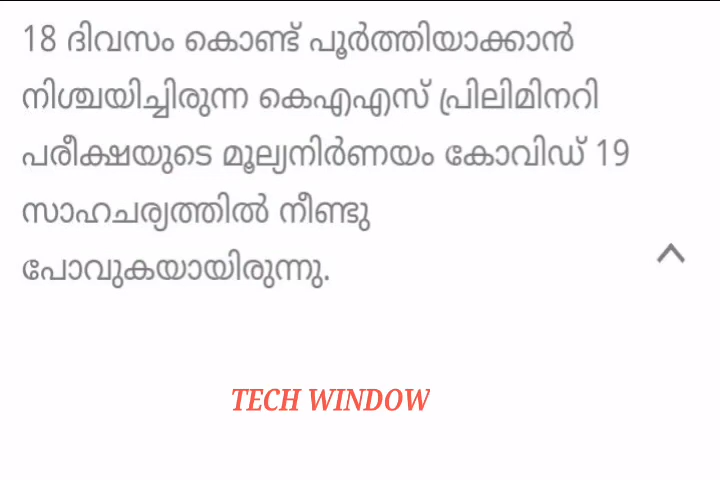 18 ദിവസം കൊണ്ട് പൂർത്തിയാക്കാൻ
നിശ്ചയിച്ചിരുന്ന കെഎഎസ് പ്രിലിമിനറി
പരീക്ഷയുടെ മൂല്യനിർണയം കോവിഡ് 19
സാഹചര്യത്തിൽ നീണ്ടു
പോവുകയായിരുന്നു.
TECH WINDOW